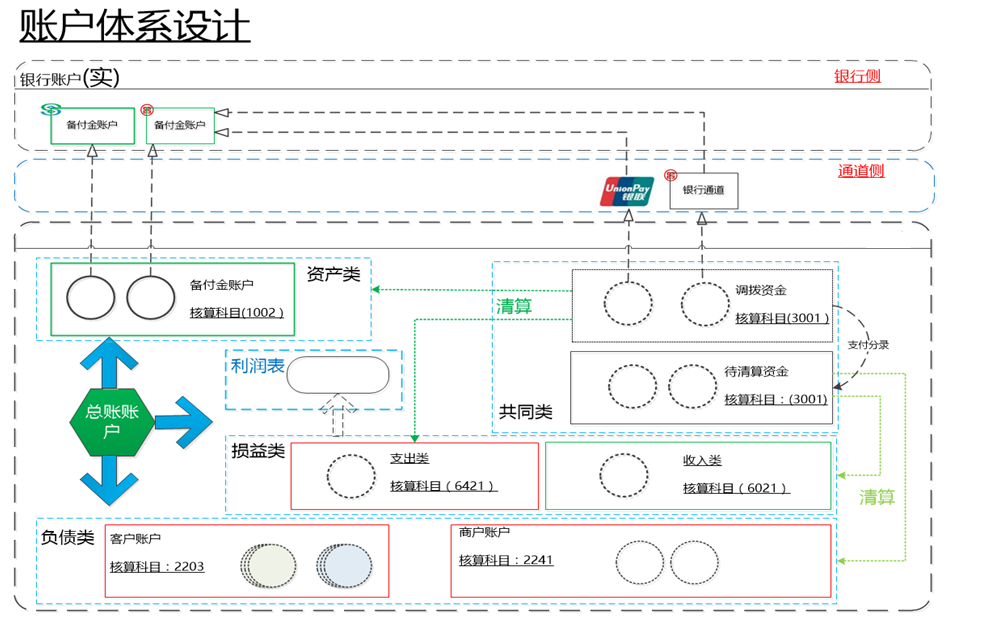 账户体系设计
银行账户(实)
银行侧
备付金账户
备付金账户
通道侧
UnionPay
银联
银行通道
资产类
备付金账户
核算科目(1002)
清算
调拨资金
核算科目(3001)
支付分录
利润表
待清算资金
核算科目：(3001)
共同类
总账账
户
损益类
支出类
核算科目（6421）
收入类
核算科目（6021）
清算
负债类
客户账户
核算科目：2203
商户账户
核算科目：2241